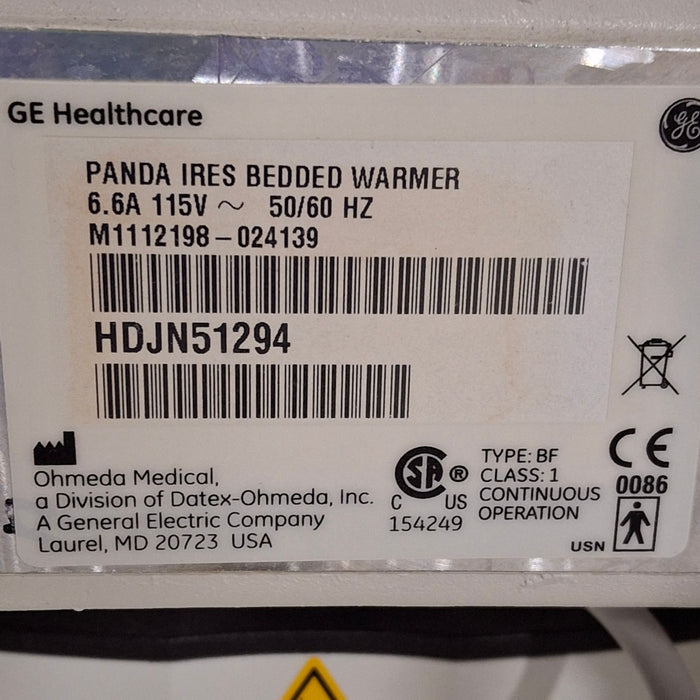 GE Healthcare
GE
PANDA IRES BEDDED WARMER
6.6A 115V ~ 50/60 HZ
M1112198-024139
HDJN51294
Ohmeda Medical,
a Division of Datex-Ohmeda, Inc.
A General Electric Company
Laurel, MD 20723 USA
SA ®
C US
154249
TYPE: BF
CLASS: 1
CONTINUOUS
OPERATION
CE
0086
USN